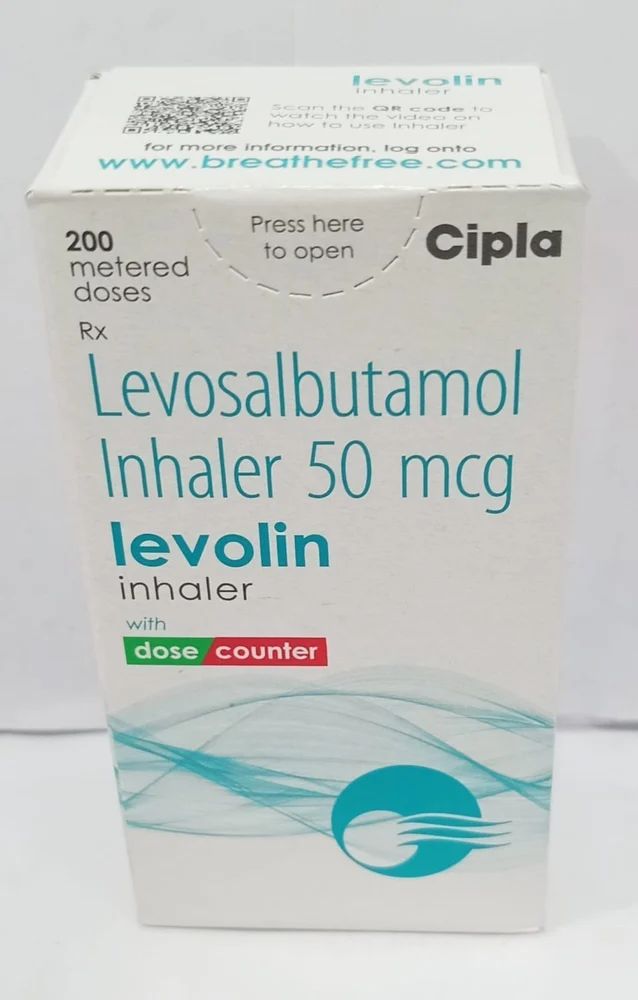 levolin
inhaler
Scan the QR code to
watch the video on
how to use Inhaler
for more information, log onto
www.breathefree.com
Press here
to open
200
metered
doses
Cipla
Rx
Levosalbutamol
Inhaler 50 mcg
levolin
inhaler
with
dose counter